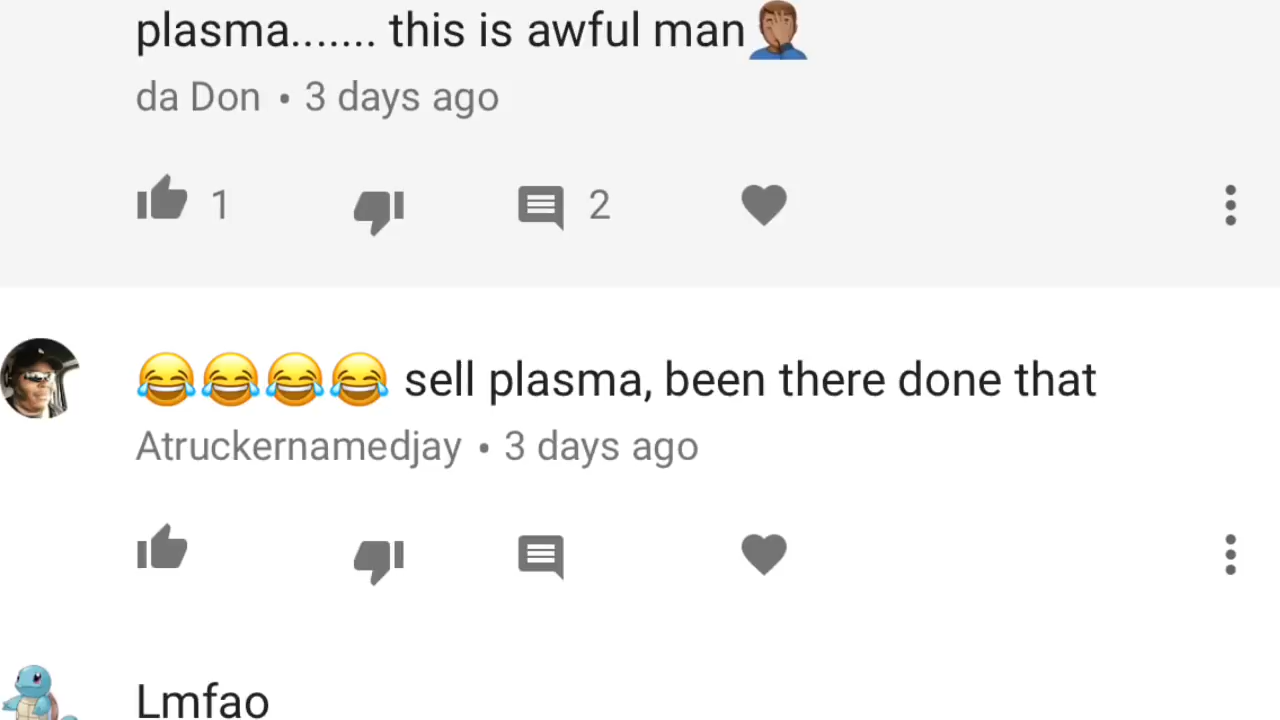 plasma....... this is awful man🤦🏾‍♂️
da Don • 3 days ago
1
2
😂😂😂😂 sell plasma, been there done that
Atruckernamedjay • 3 days ago
Lmfao